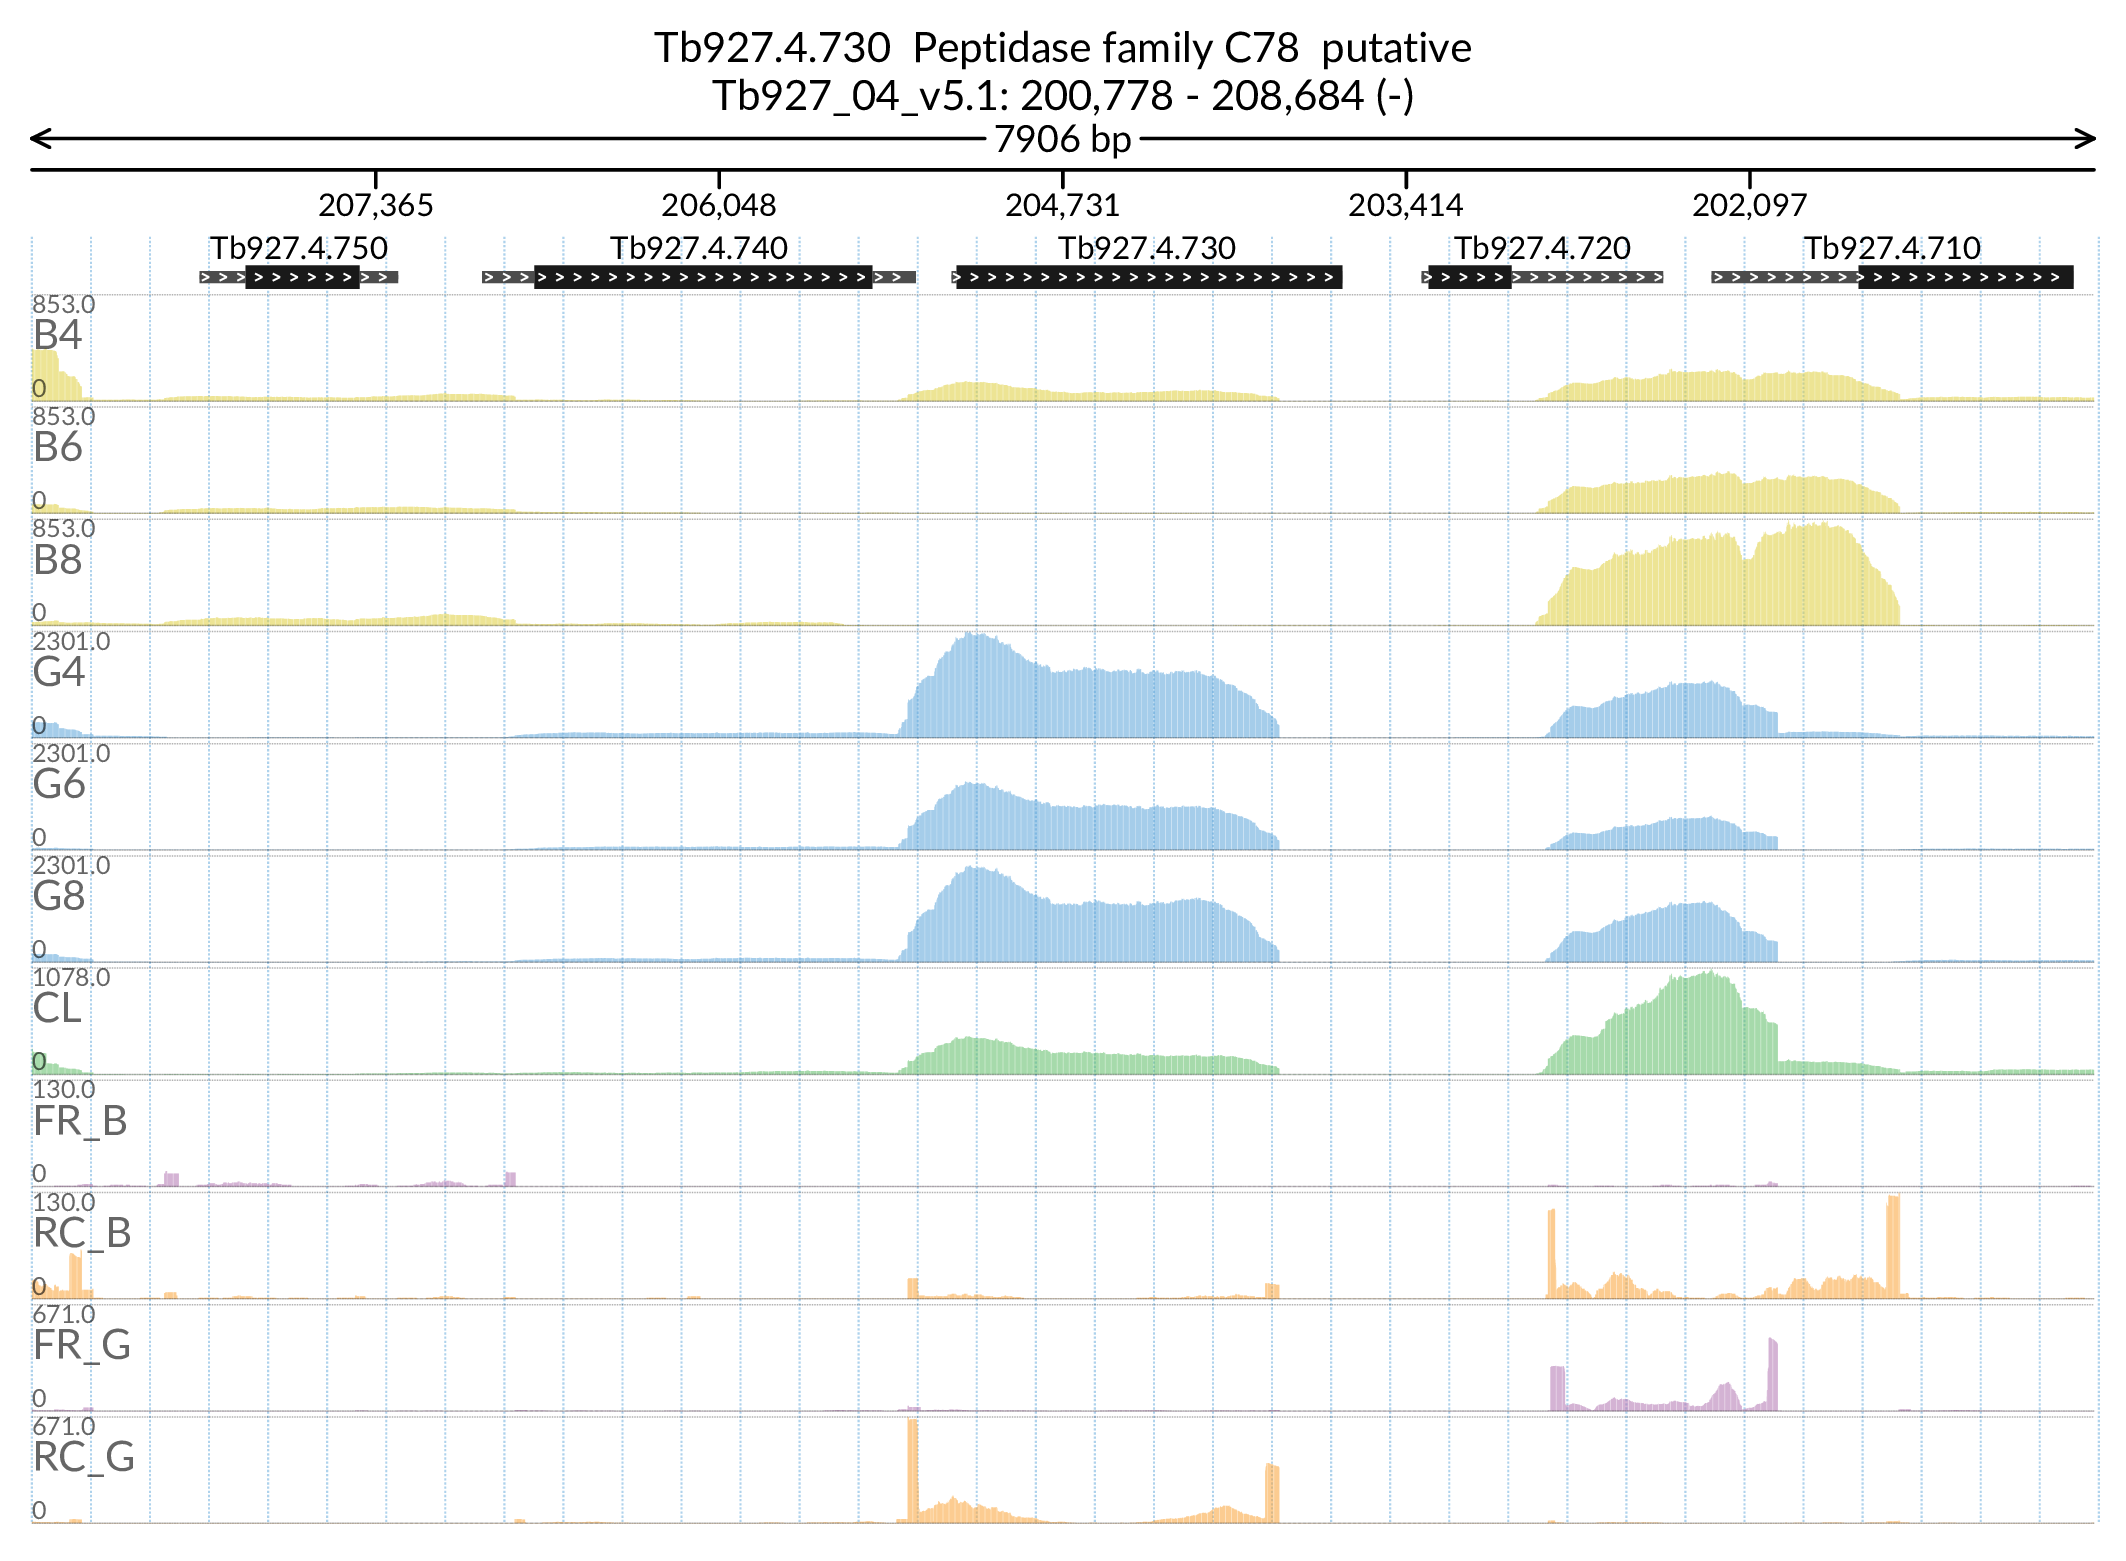 Tb927.4.730  Peptidase family C78  putative
Tb927_04_v5.1: 200,778 - 208,684 (-)
7906 bp
207,365 206,048 204,731 203,414 202,097
Tb927.4.750 Tb927.4.740 Tb927.4.730 Tb927.4.720 Tb927.4.710
853.0
B4
0
853.0
B6
0
853.0
B8
0
2301.0
G4
0
2301.0
G6
0
2301.0
G8
0
1078.0
CL
0
130.0
FR_B
0
130.0
RC_B
0
671.0
FR_G
0
671.0
RC_G
0